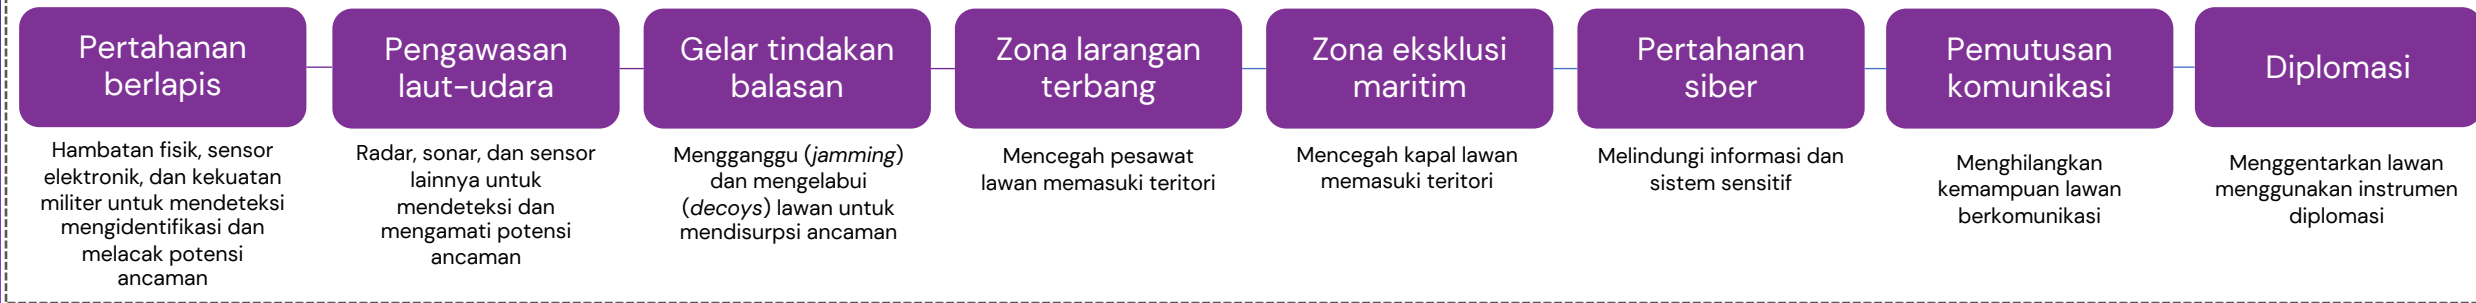 Pertahanan
berlapis
Hambatan fisik, sensor
elektronik, dan kekuatan
militer untuk mendeteksi
mengidentifikasi dan
melacak potensi
ancaman
Pengawasan
laut-udara
Radar, sonar, dan sensor
lainnya untuk
mendeteksi dan
mengamati potensi
ancaman
Gelar tindakan
balasan
Mengganggu (jamming)
dan mengelabui
(decoys) lawan untuk
mendisurpsi ancaman
Zona larangan
terbang
Mencegah pesawat
lawan memasuki teritori
Zona eksklusi
maritim
Mencegah kapal lawan
memasuki teritori
Pertahanan
siber
Melindungi informasi dan
sistem sensitif
Pemutusan
komunikasi
Menghilangkan
kemampuan lawan
berkomunikasi
Diplomasi
Menggentarkan lawan
menggunakan instrumen
diplomasi